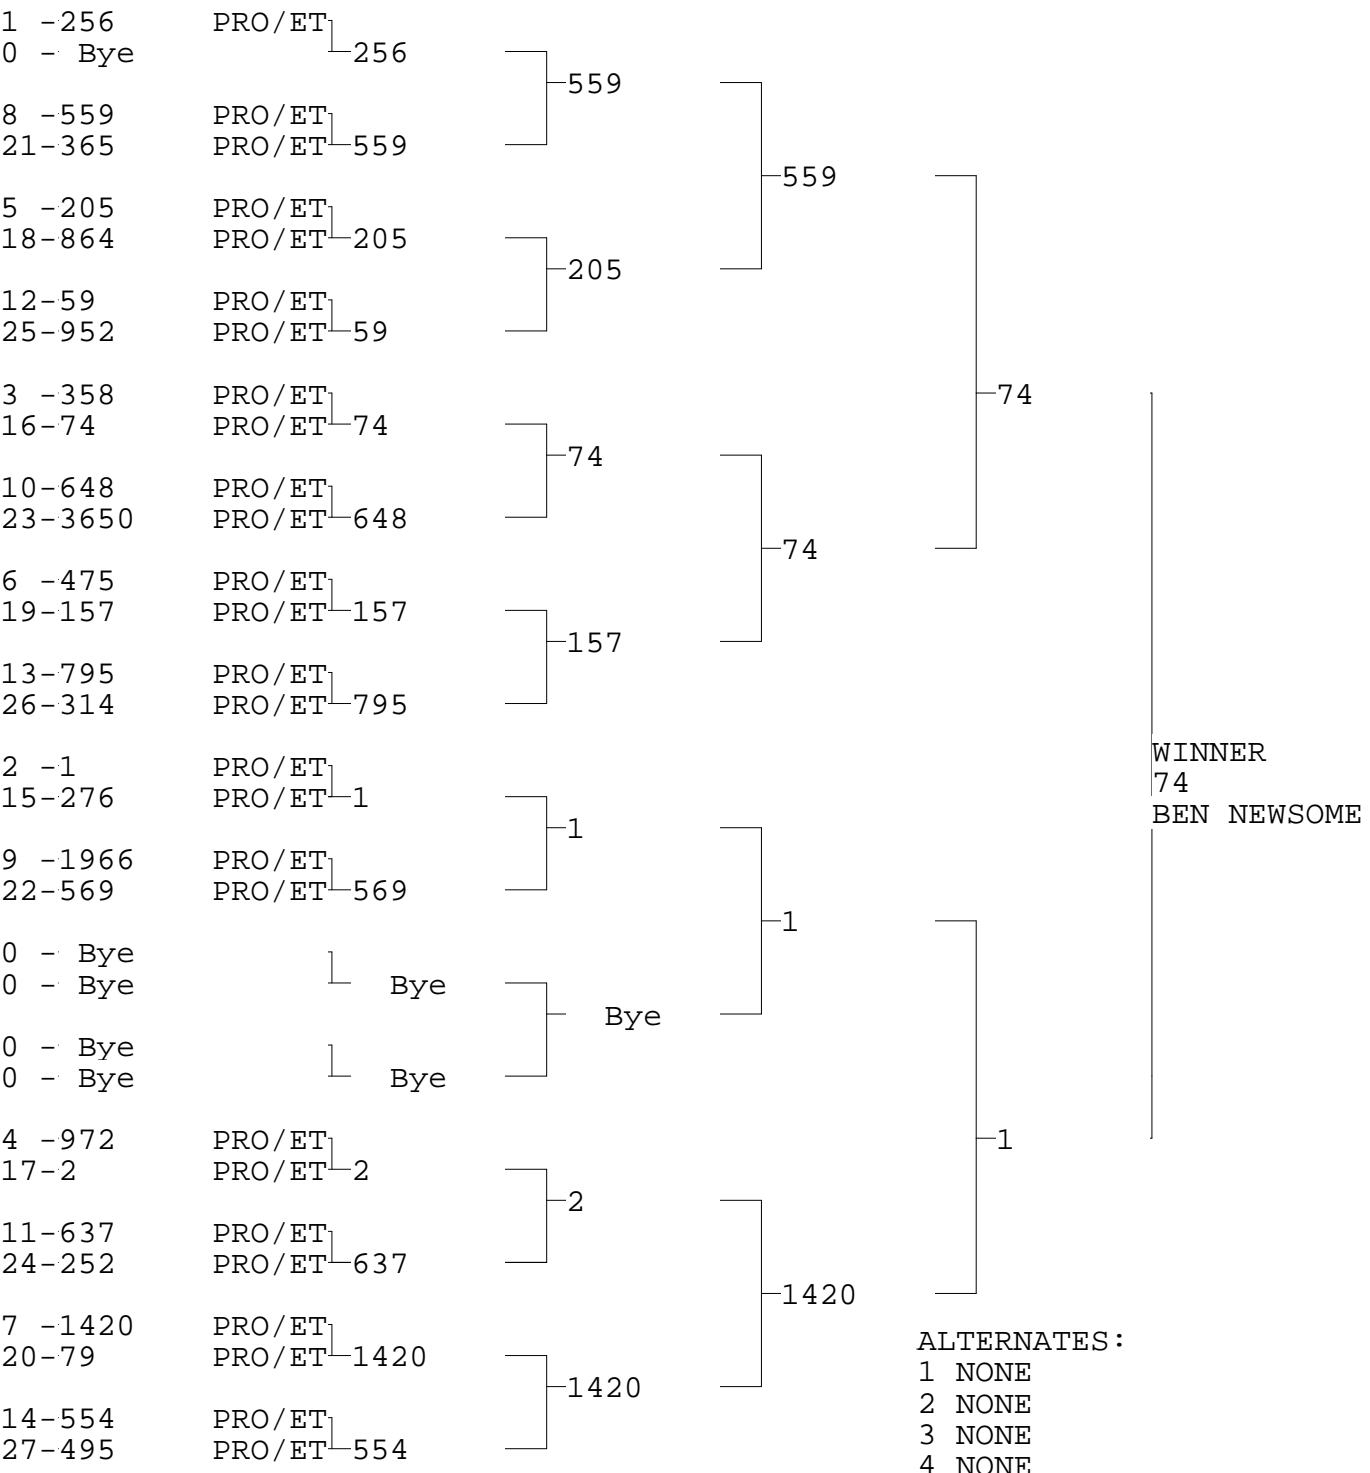 1 -256 PRO/ET
0 - Bye 256
559
8 -559 PRO/ET
21-365 PRO/ET 559
559
5 -205 PRO/ET
18-864 PRO/ET 205
205
12-59 PRO/ET
25-952 PRO/ET 59
3 -358 PRO/ET 74
16-74 PRO/ET 74
74
10-648 PRO/ET
23-3650 PRO/ET 648
74
6 -475 PRO/ET
19-157 PRO/ET 157
157
13-795 PRO/ET
26-314 PRO/ET 795
WINNER
2 -1 PRO/ET
74
15-276 PRO/ET 1
BEN NEWSOME
1
9 -1966 PRO/ET
22-569 PRO/ET 569
1
0 - Bye
0 - Bye Bye
Bye
0 - Bye
0 - Bye Bye
4 -972 PRO/ET 1
17-2 PRO/ET 2
2
11-637 PRO/ET
24-252 PRO/ET 637
1420
7 -1420 PRO/ET
20-79 PRO/ET 1420
1420
14-554 PRO/ET
27-495 PRO/ET 554
ALTERNATES:
1 NONE
2 NONE
3 NONE
4 NONE